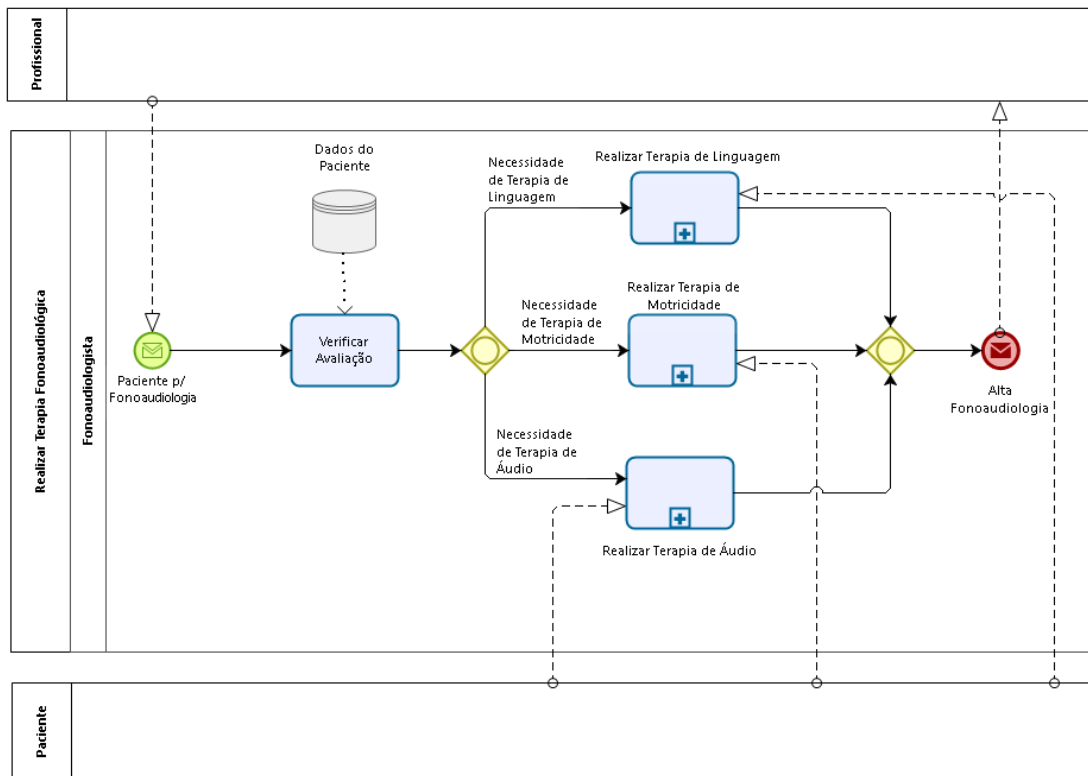 Profissional
Realizar Terapia Fonoaudiológica
Fonoaudiologista
Dados do
Paciente
Necessidade
de Terapia de
Linguagem
Realizar Terapia de Linguagem
Paciente p/
Fonoaudiologia
Verificar
Avaliação
Necessidade
de Terapia de
Motricidade
Realizar Terapia de
Motricidade
Necessidade
de Terapia de
Áudio
Realizar Terapia de Áudio
Alta
Fonoaudiologia
Paciente